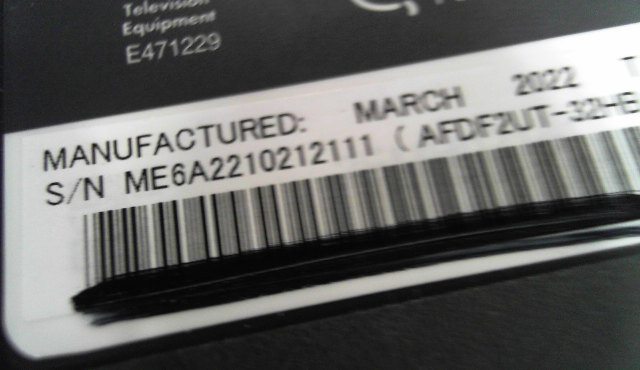 Television
Equipment
E471229
MANUFACTURED: MARCH 2022
S/N ME6A2210212111 ( AFDF2UT-32HE